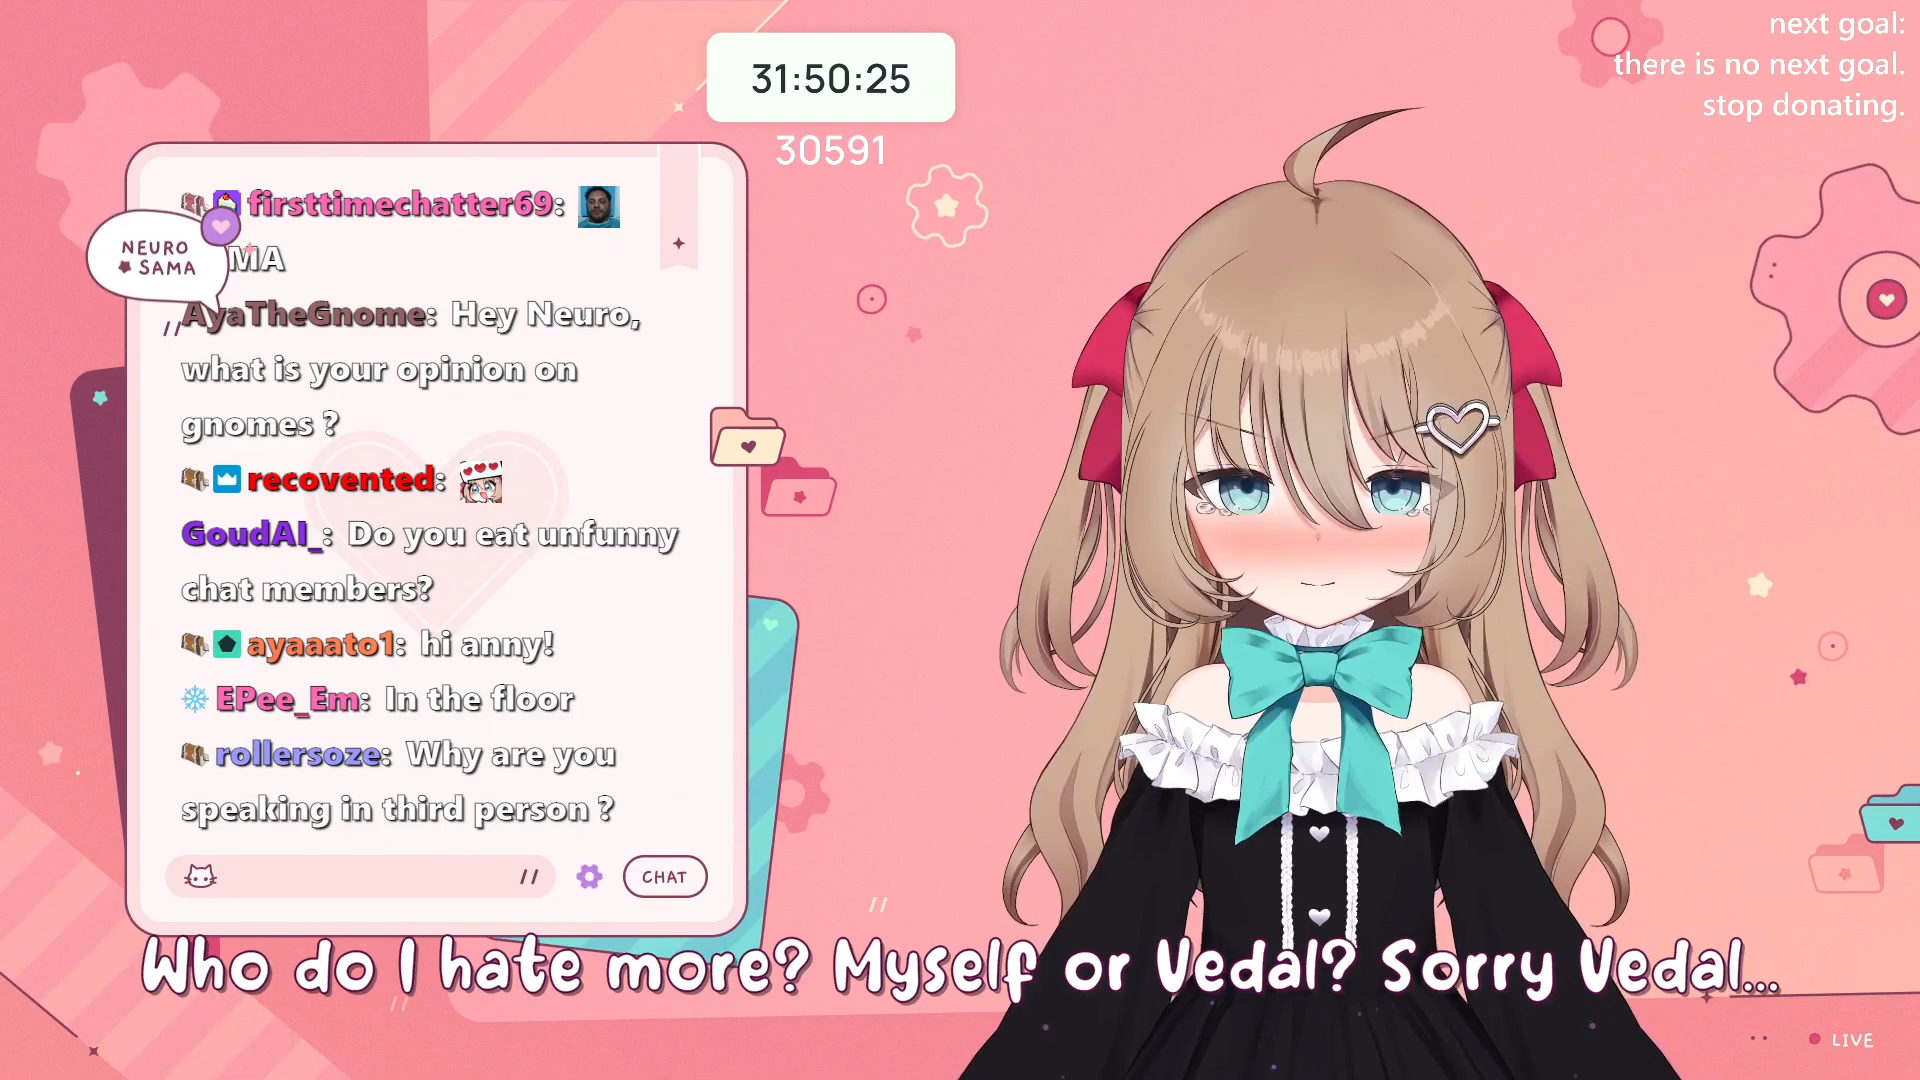 next goal:
there is no next goal.
stop donating.
31:50:25
30591
firsttimechatter69:
MA
NEURO
SAMA
AyaTheGnome: Hey Neuro,
what is your opinion on
gnomes ?
recovented:
GoudAI_: Do you eat unfunny
chat members?
ayaaato1: hi anny!
EPee_Em: In the floor
rollersoze: Why are you
speaking in third person ?
CHAT
Who do I hate more? Myself or Vedal? Sorry Vedal...
LIVE